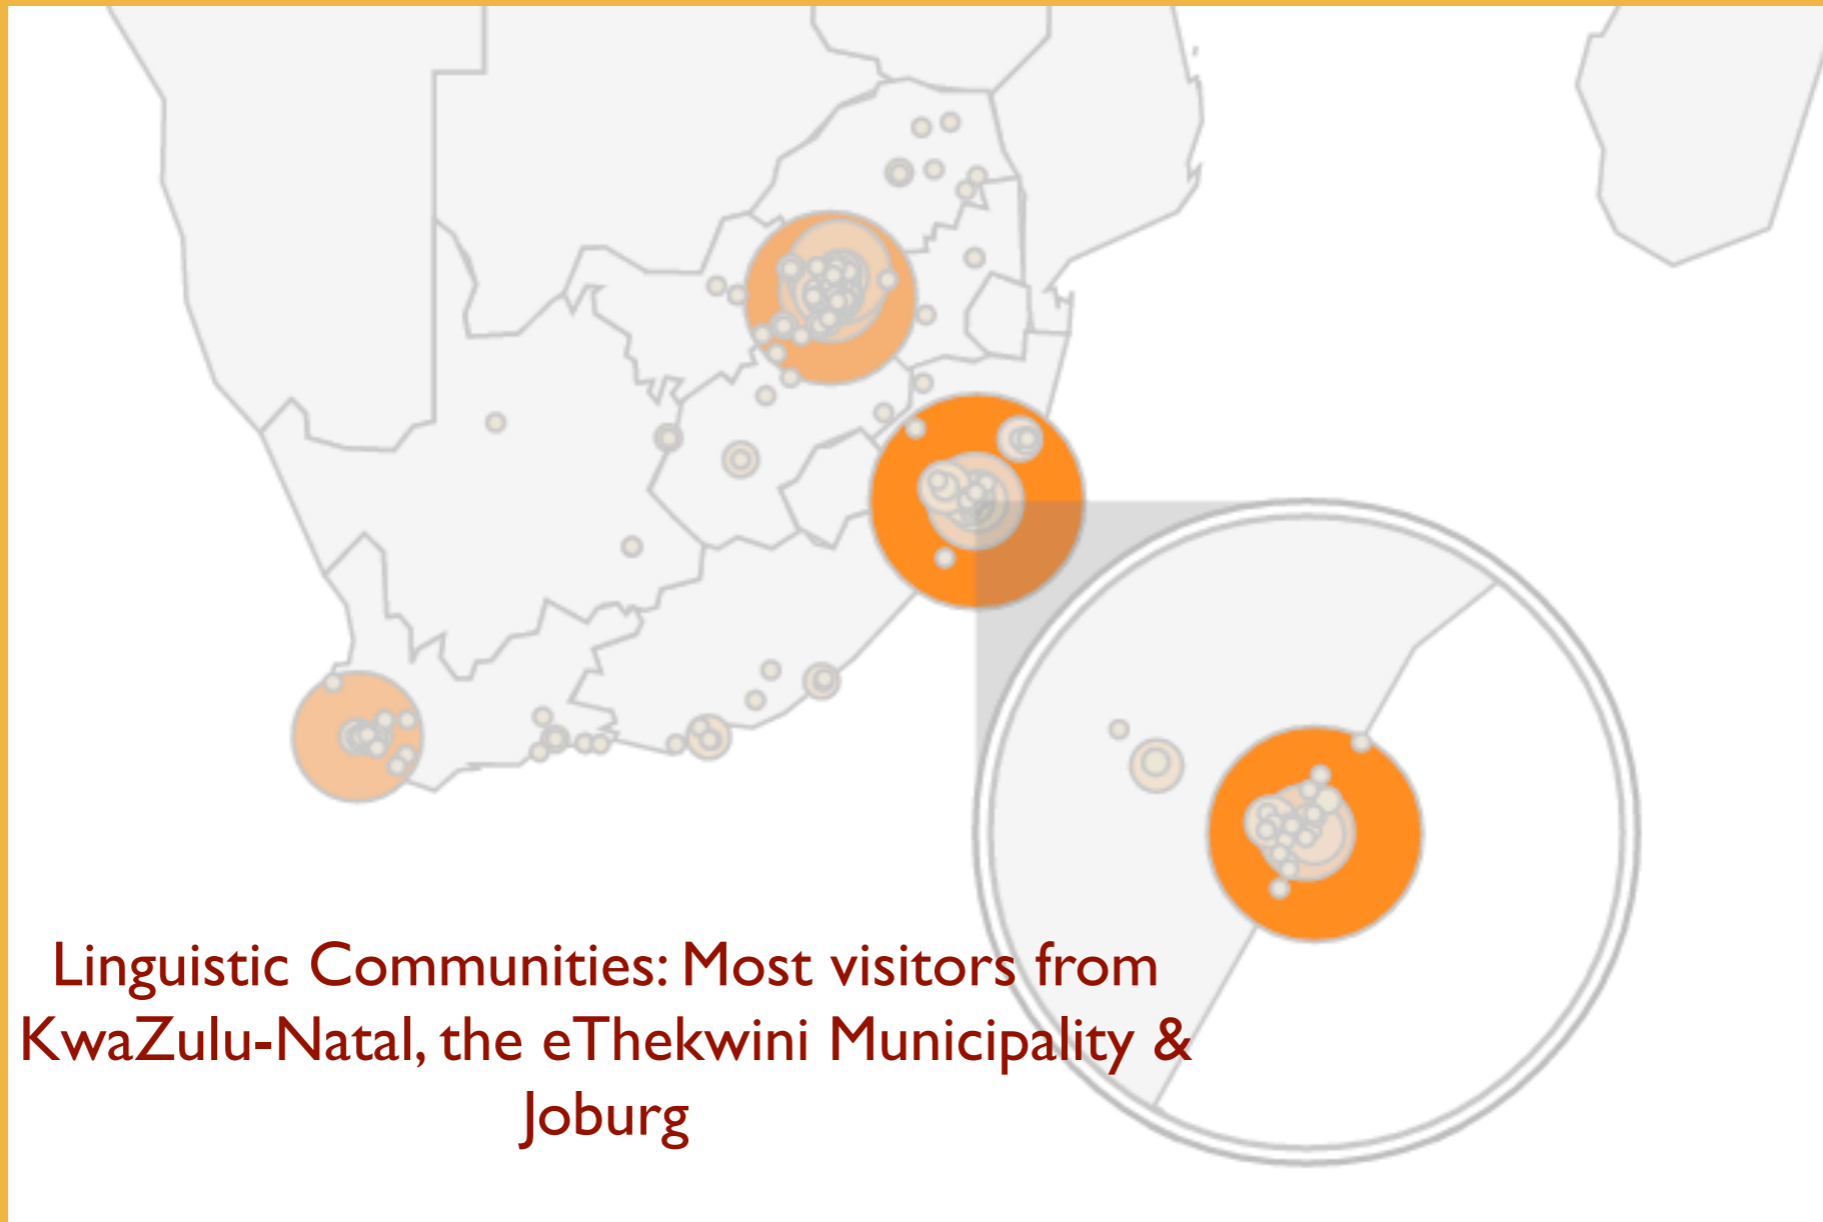 Linguistic Communities: Most visitors from
KwaZulu-Natal, the eThekwini Municipality &
Joburg